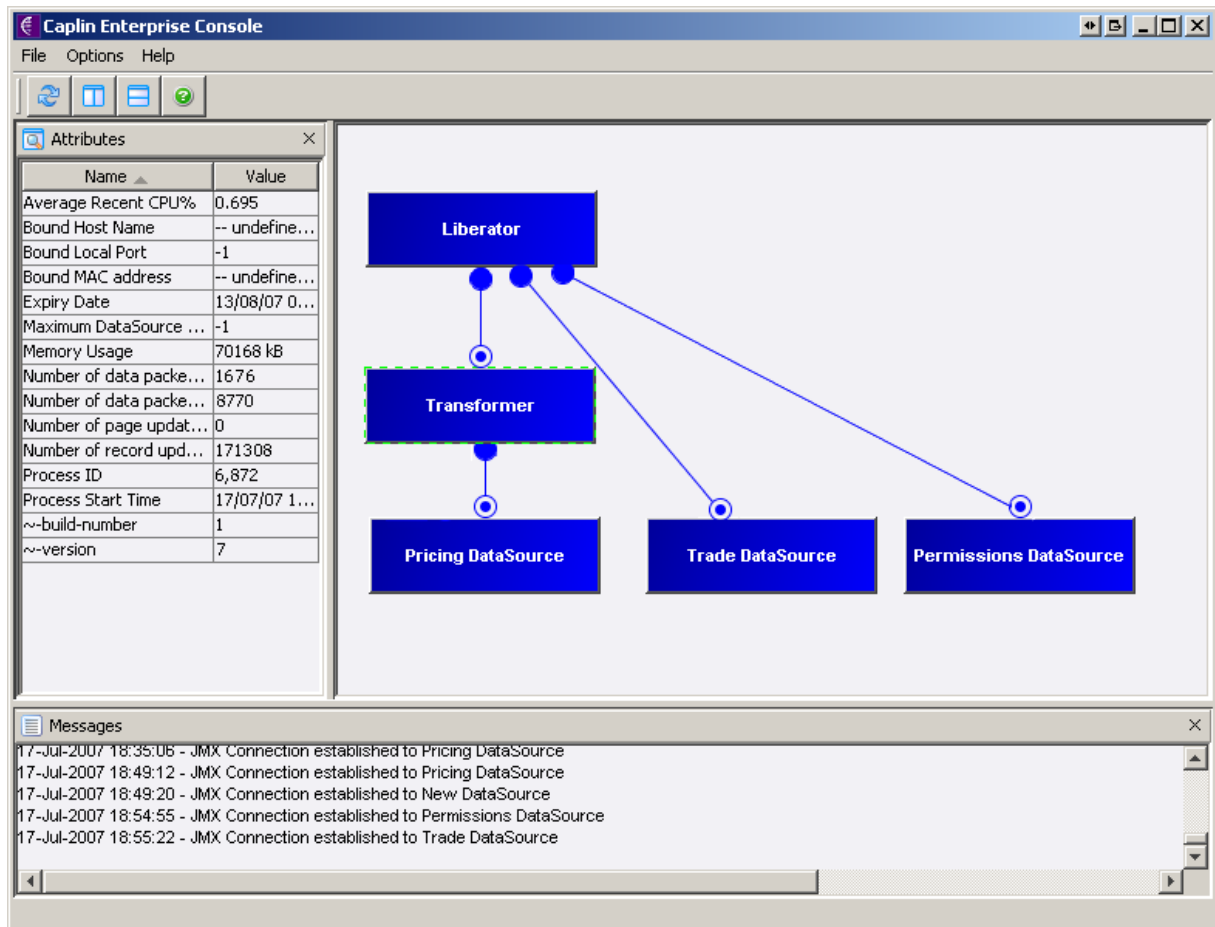 Caplin Enterprise Console
File Options Help
Attributes
Name Value
Average Recent CPU% 0.695
Bound Host Name -- undefine...
Bound Local Port -1
Bound MAC address -- undefine...
Expiry Date 13/08/07 0...
Maximum DataSource ... -1
Memory Usage 70168 kB
Number of data packe... 1676
Number of data packe... 8770
Number of page updat... 0
Number of record upd... 171308
Process ID 6,872
Process Start Time 17/07/07 1...
~-build-number 1
~-version 7
Liberator
Transformer
Pricing DataSource Trade DataSource Permissions DataSource
Messages
17-Jul-2007 18:35:06 - JMX Connection established to Pricing DataSource
17-Jul-2007 18:49:12 - JMX Connection established to Pricing DataSource
17-Jul-2007 18:49:20 - JMX Connection established to New DataSource
17-Jul-2007 18:54:55 - JMX Connection established to Permissions DataSource
17-Jul-2007 18:55:22 - JMX Connection established to Trade DataSource